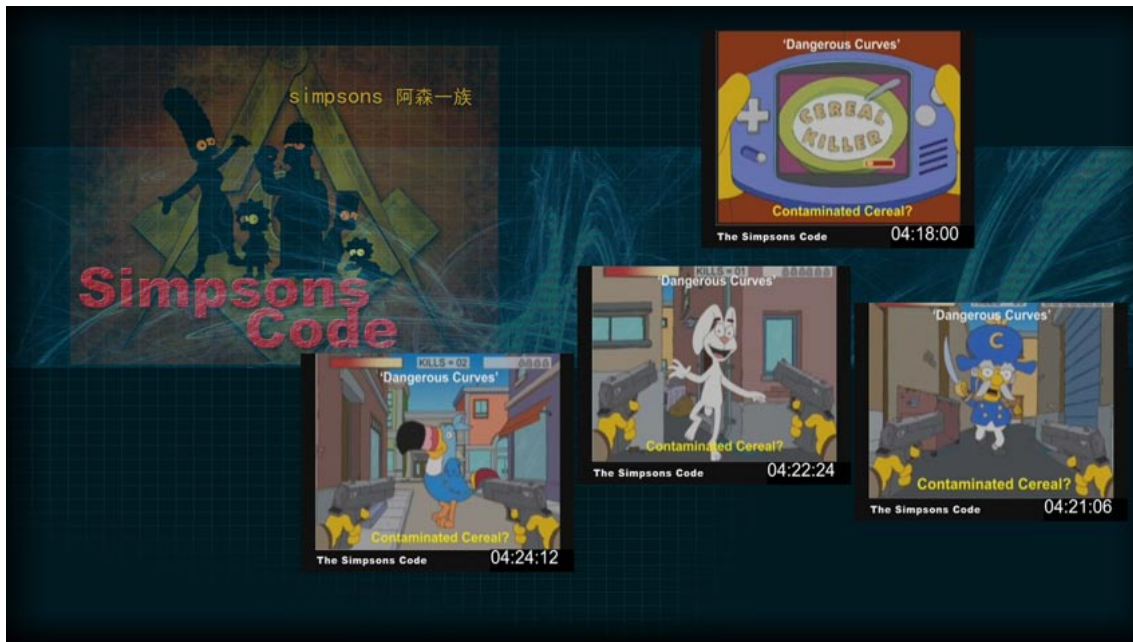 simpsons 阿森一族
Simpsons
Code
'Dangerous Curves'
CEREAL
KILLER
Contaminated Cereal?
The Simpsons Code
04:18:00
KILLS = 01
'Dangerous Curves'
Contaminated Cereal?
The Simpsons Code
04:22:24
'Dangerous Curves'
C
Contaminated Cereal?
The Simpsons Code
04:21:06
KILLS = 02
'Dangerous Curves'
Contaminated Cereal?
The Simpsons Code
04:24:12